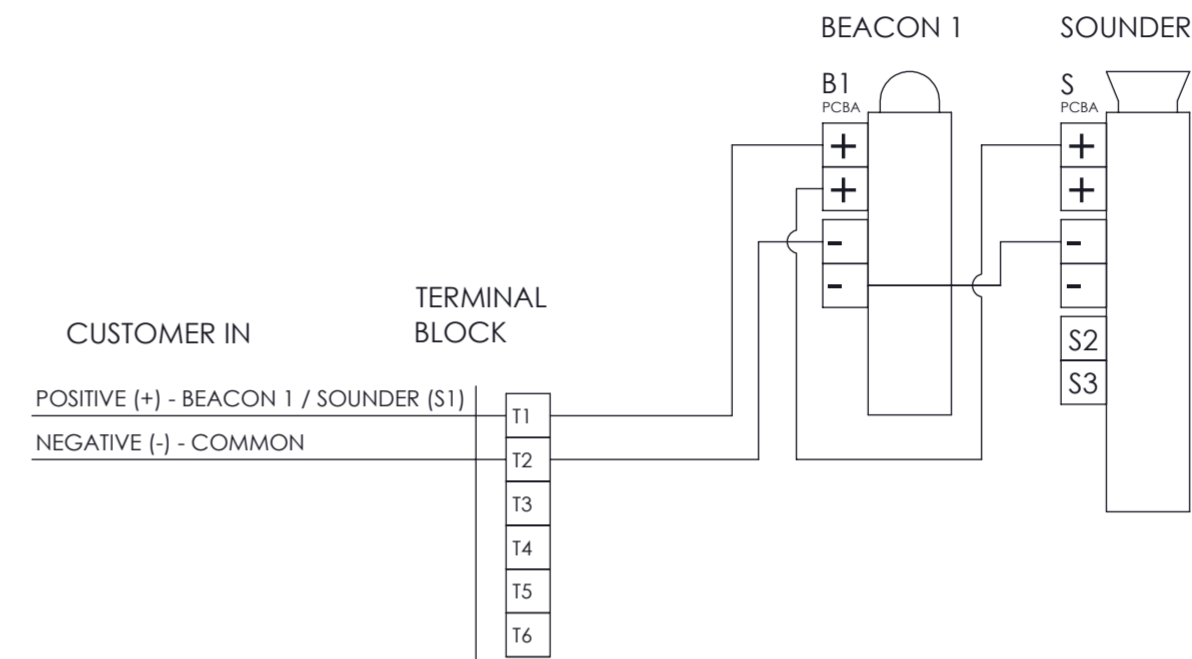 BEACON 1
SOUNDER
B1
PCBA
+
+
-
-
S
PCBA
+
+
-
-
S2
S3
TERMINAL
BLOCK
CUSTOMER IN
POSITIVE (+) - BEACON 1 / SOUNDER (S1)
NEGATIVE (-) - COMMON
T1
T2
T3
T4
T5
T6